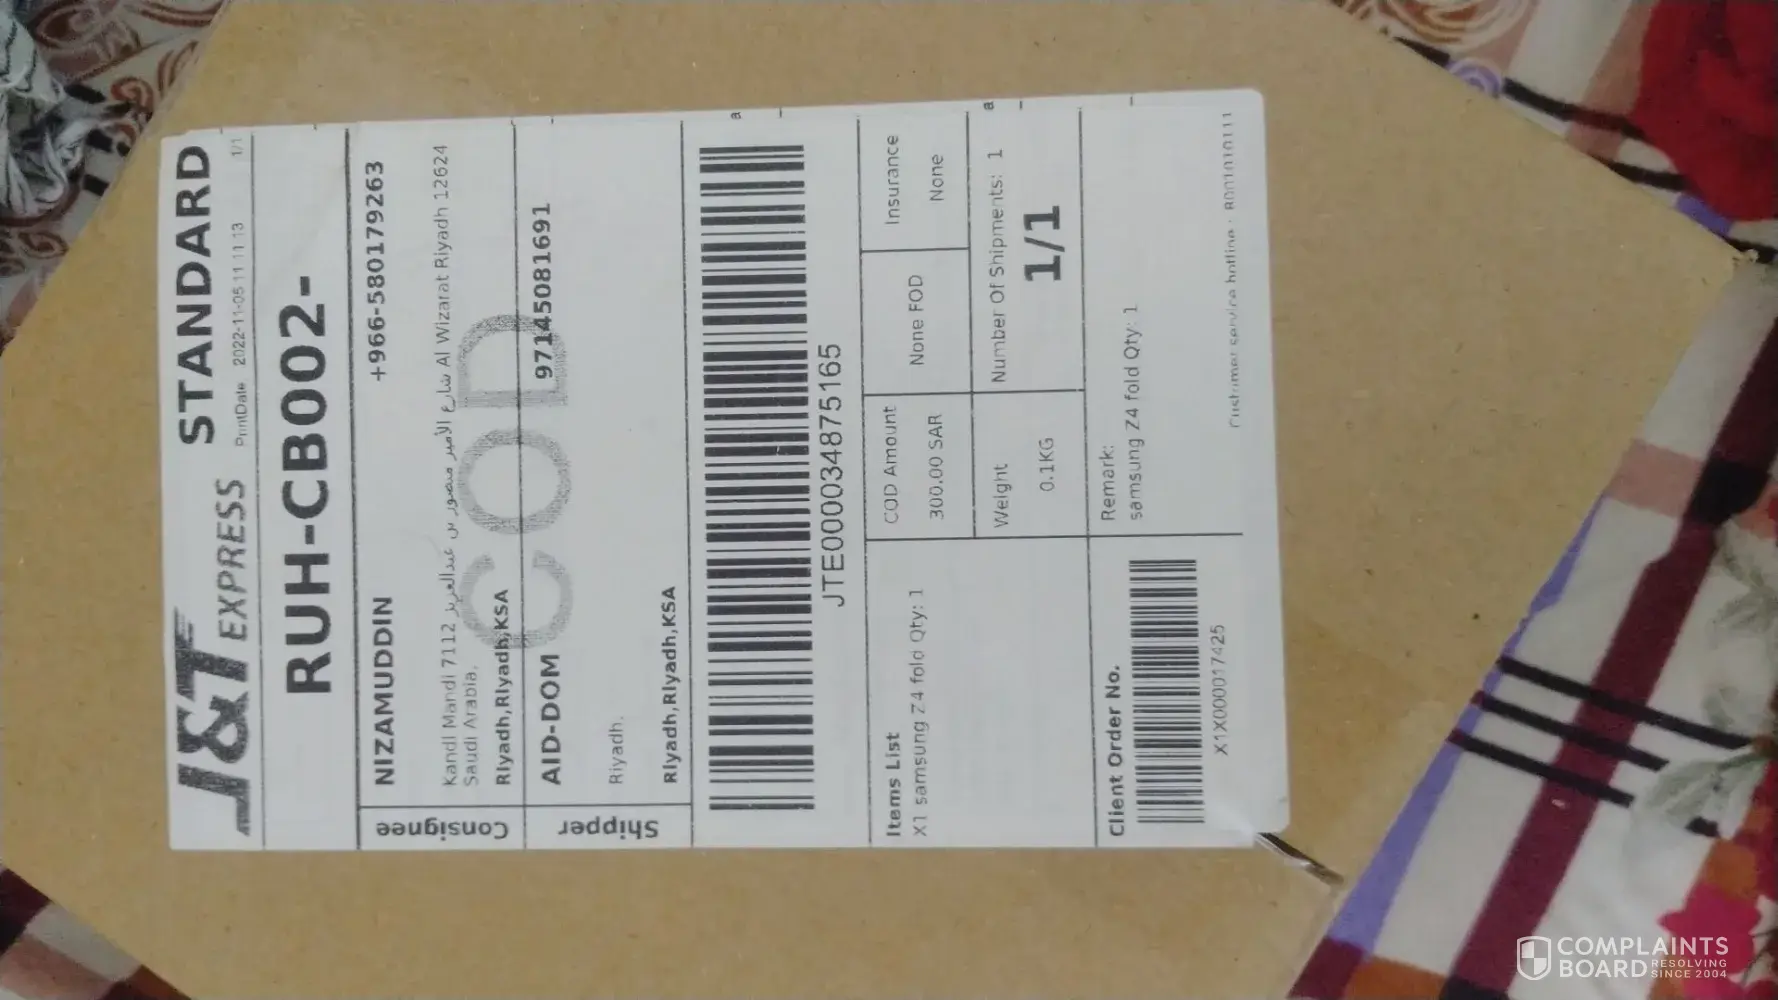 J&T EXPRESS STANDARD
PrintDate 2022-11-05 11 11 13 1/1
RUH-CB002-
Consignee
NIZAMUDDIN +966-580179263
Kandi Mandi 7112 شارع الأمير منصور بن عبدالعزيز Al Wizarat Riyadh 12624
Saudi Arabia,
Riyadh,Riyadh,KSA
COD
Shipper
AID-DOM 97145081691
Riyadh,
Riyadh,Riyadh,KSA
JTE000034875165
Items List
X1 samsung Z4 fold Qty: 1
COD Amount
300.00 SAR
None FOD
Insurance
None
Weight
0.1KG
Number Of Shipments: 1
1/1
Client Order No.
X1X000017425
Remark:
samsung Z4 fold Qty: 1
Customer service hotline : 8001010111
COMPLAINTS
BOARD RESOLVING
SINCE 2004